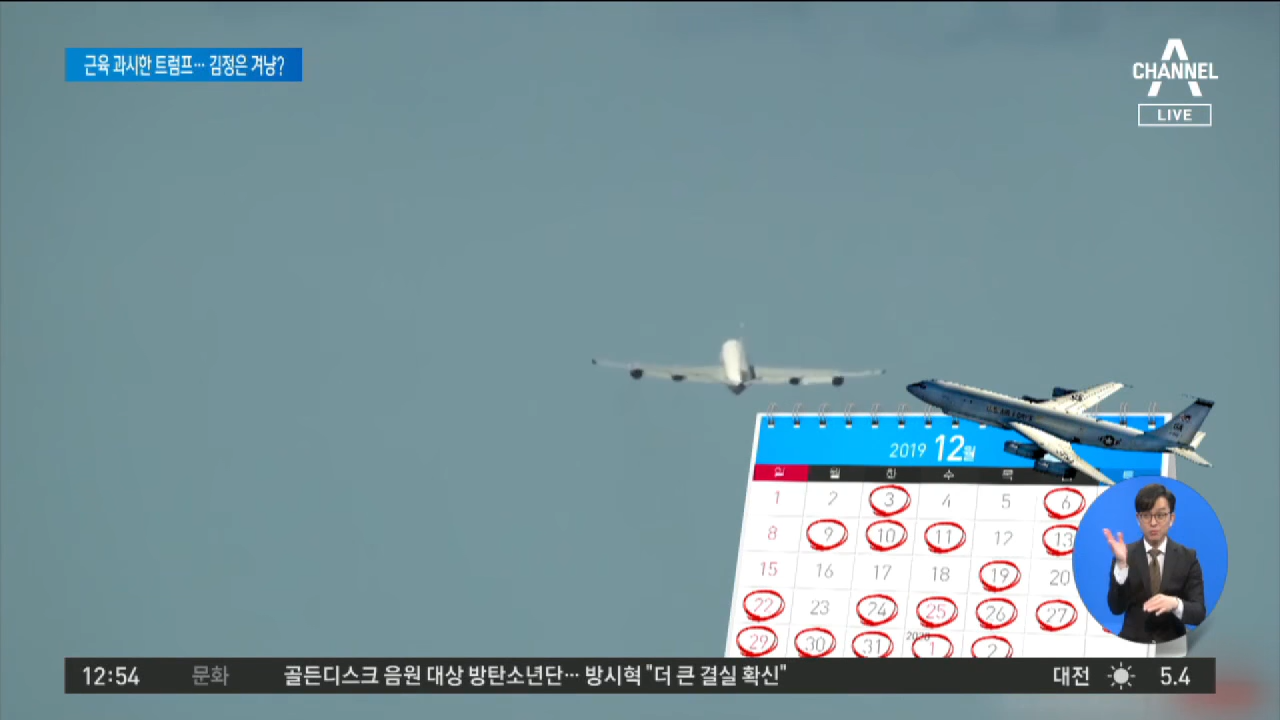 근육 과시한 트럼프… 김정은 겨냥?
CHANNEL
LIVE
U.S. AIR FORCE
2019 12월
일 월 화 수 목
1 2 3 4 5 6
8 9 10 11 12 13
15 16 17 18 19 20
22 23 24 25 26 27
29 30 31 2020 1 2
12:54 문화 골든디스크 음원 대상 방탄소년단… 방시혁 "더 큰 결실 확신" 대전 5.4